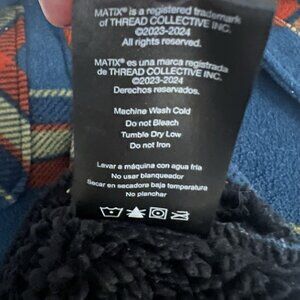 MATIX® is a registered trademark
of THREAD COLLECTIVE INC.
©2023-2024
All rights reserved.
MATIX® es una marca registrada
de THREAD COLLECTIVE INC.
©2023-2024
Derechos reservados.
Machine Wash Cold
Do not Bleach
Tumble Dry Low
Do not Iron
Levar a máquina con agua fria
No usar blanqueador
Secar en secadora baja temperatura
No planchar